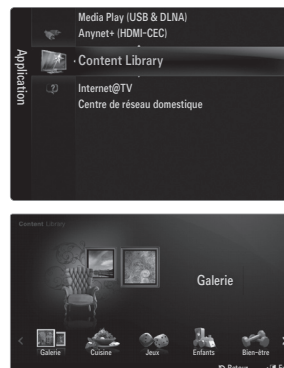 Media Play (USB & DLNA)
Anynet+ (HDMI-CEC)
Application
Content Library
Internet@TV
Centre de réseau domestique
Content Library
Galerie
Galerie
Cuisine
Jeux
Enfants
Bien-être